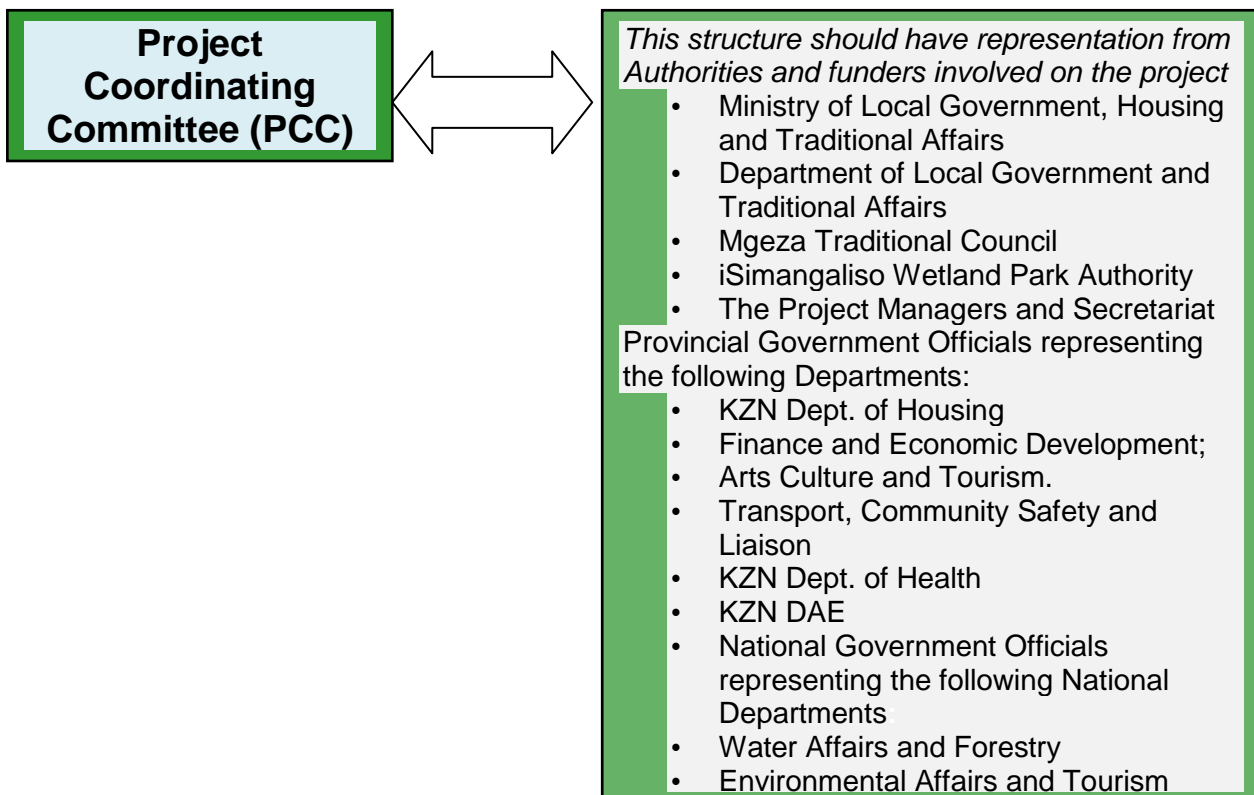 Project
Coordinating
Committee (PCC)
This structure should have representation from
Authorities and funders involved on the project
• Ministry of Local Government, Housing
and Traditional Affairs
• Department of Local Government and
Traditional Affairs
• Mgeza Traditional Council
• iSimangaliso Wetland Park Authority
• The Project Managers and Secretariat
Provincial Government Officials representing
the following Departments:
• KZN Dept. of Housing
• Finance and Economic Development;
• Arts Culture and Tourism.
• Transport, Community Safety and
Liaison
• KZN Dept. of Health
• KZN DAE
• National Government Officials
representing the following National
Departments:
• Water Affairs and Forestry
• Environmental Affairs and Tourism